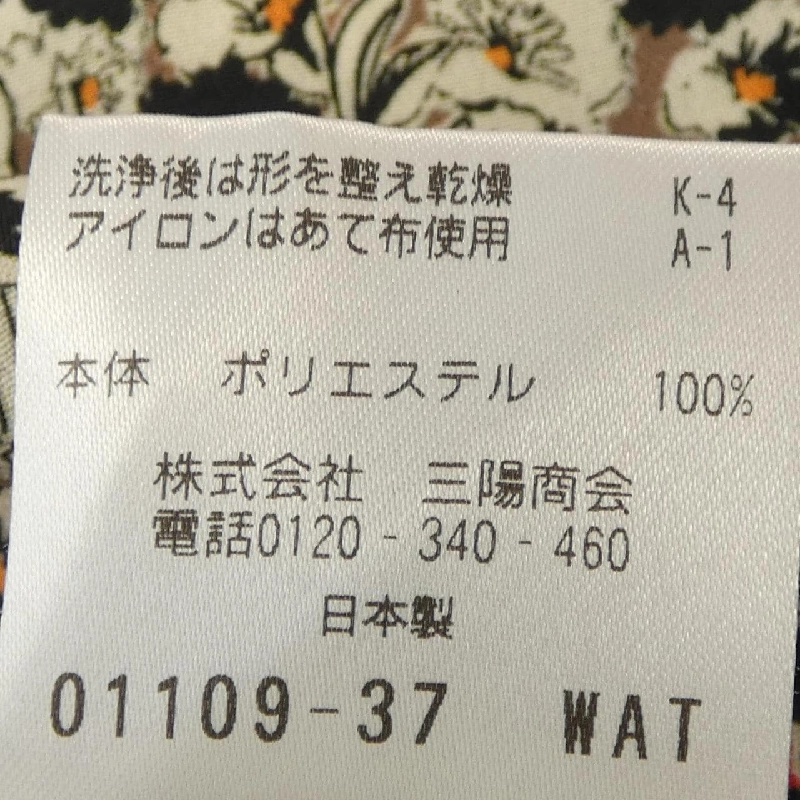 洗浄後は形を整え乾燥 K-4
アイロンはあて布使用 A-1
本体 ポリエステル 100%
株式会社 三陽商会
電話0120-340-460
日本製
01109-37 WAT